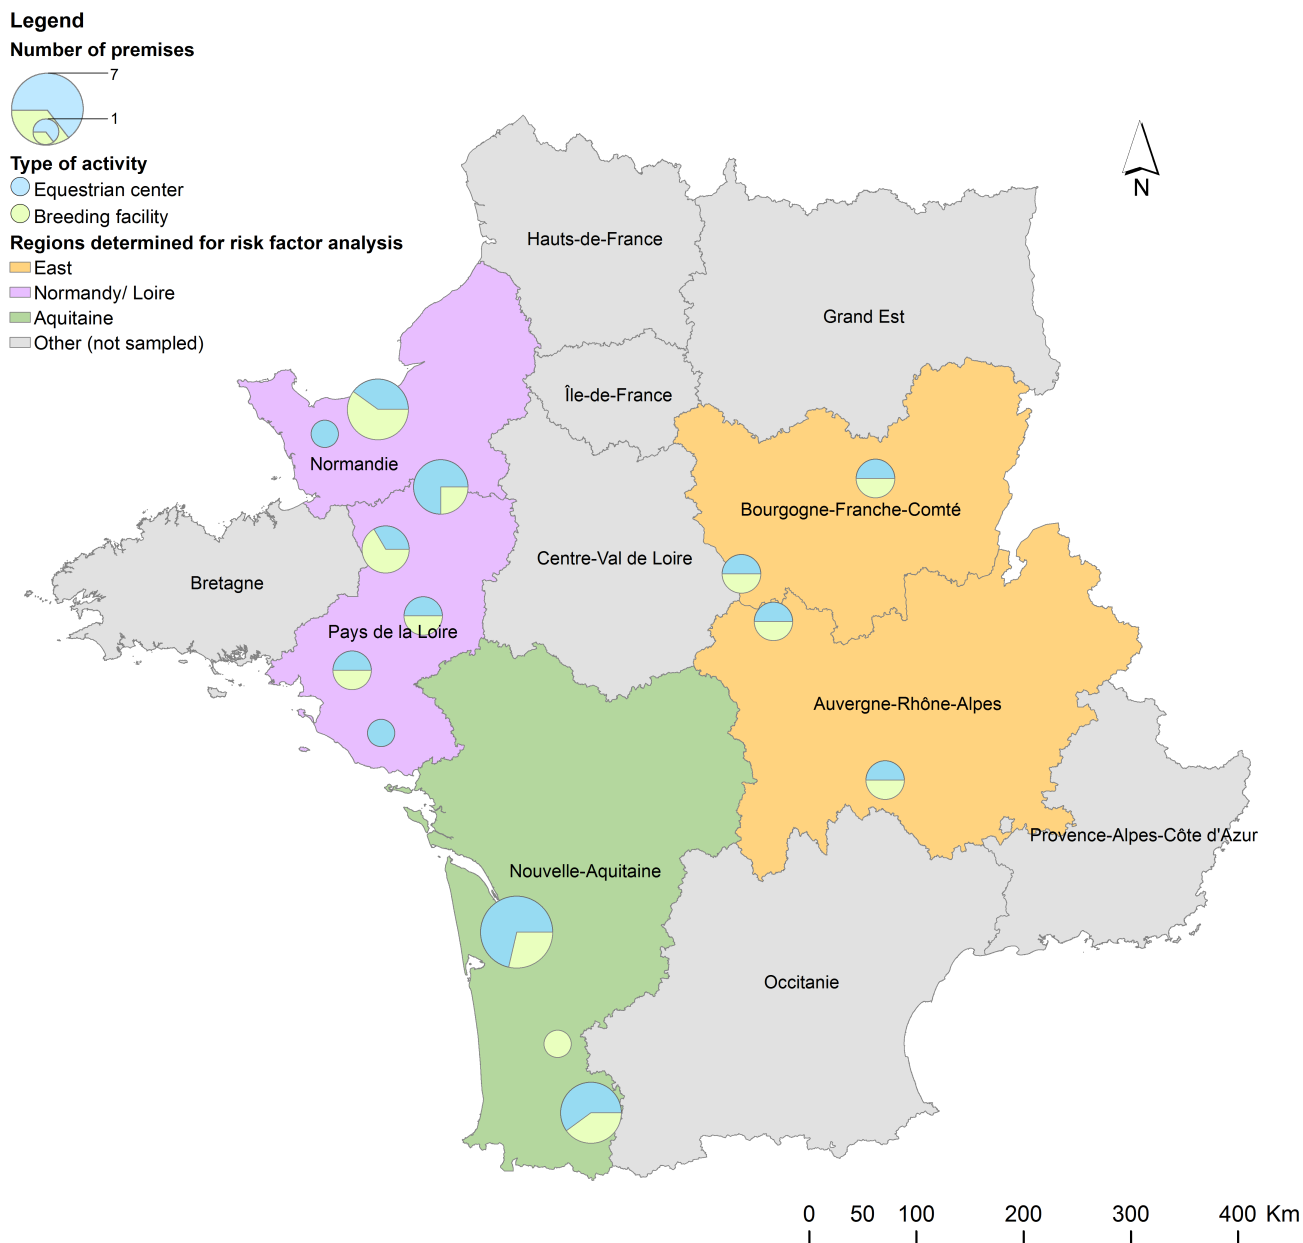 Legend
Number of premises
7
1
Type of activity
Equestrian center
Breeding facility
Regions determined for risk factor analysis
East
Normandy/ Loire
Aquitaine
Other (not sampled)
N
Hauts-de-France
Grand Est
Île-de-France
Normandie
Bourgogne-Franche-Comté
Centre-Val de Loire
Bretagne
Pays de la Loire
Auvergne-Rhône-Alpes
Provence-Alpes-Côte d'Azur
Nouvelle-Aquitaine
Occitanie
0 50 100 200 300 400 Km